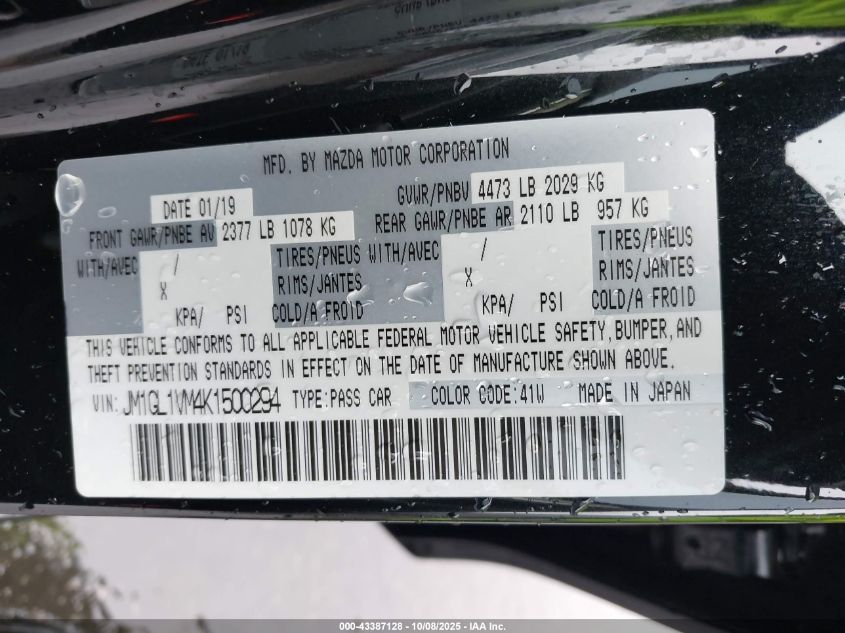 MFD. BY MAZDA MOTOR CORPORATION
DATE 01/19
GVWR/PNBV 4473 LB 2029 KG
FRONT GAWR/PNBE AV 2377 LB 1078 KG
REAR GAWR/PNBE AR 2110 LB 957 KG
WITH/AVEC / TIRES/PNEUS WITH/AVEC / TIRES/PNEUS
X RIMS/JANTES X RIMS/JANTES
KPA/ PSI COLD/A FROID KPA/ PSI COLD/A FROID
THIS VEHICLE CONFORMS TO ALL APPLICABLE FEDERAL MOTOR VEHICLE SAFETY, BUMPER, AND
THEFT PREVENTION STANDARDS IN EFFECT ON THE DATE OF MANUFACTURE SHOWN ABOVE.
VIN: JM1GL1VM4K1500294 TYPE: PASS CAR COLOR CODE: 41W MADE IN JAPAN
000-43387128 - 10/08/2025 - IAA Inc.